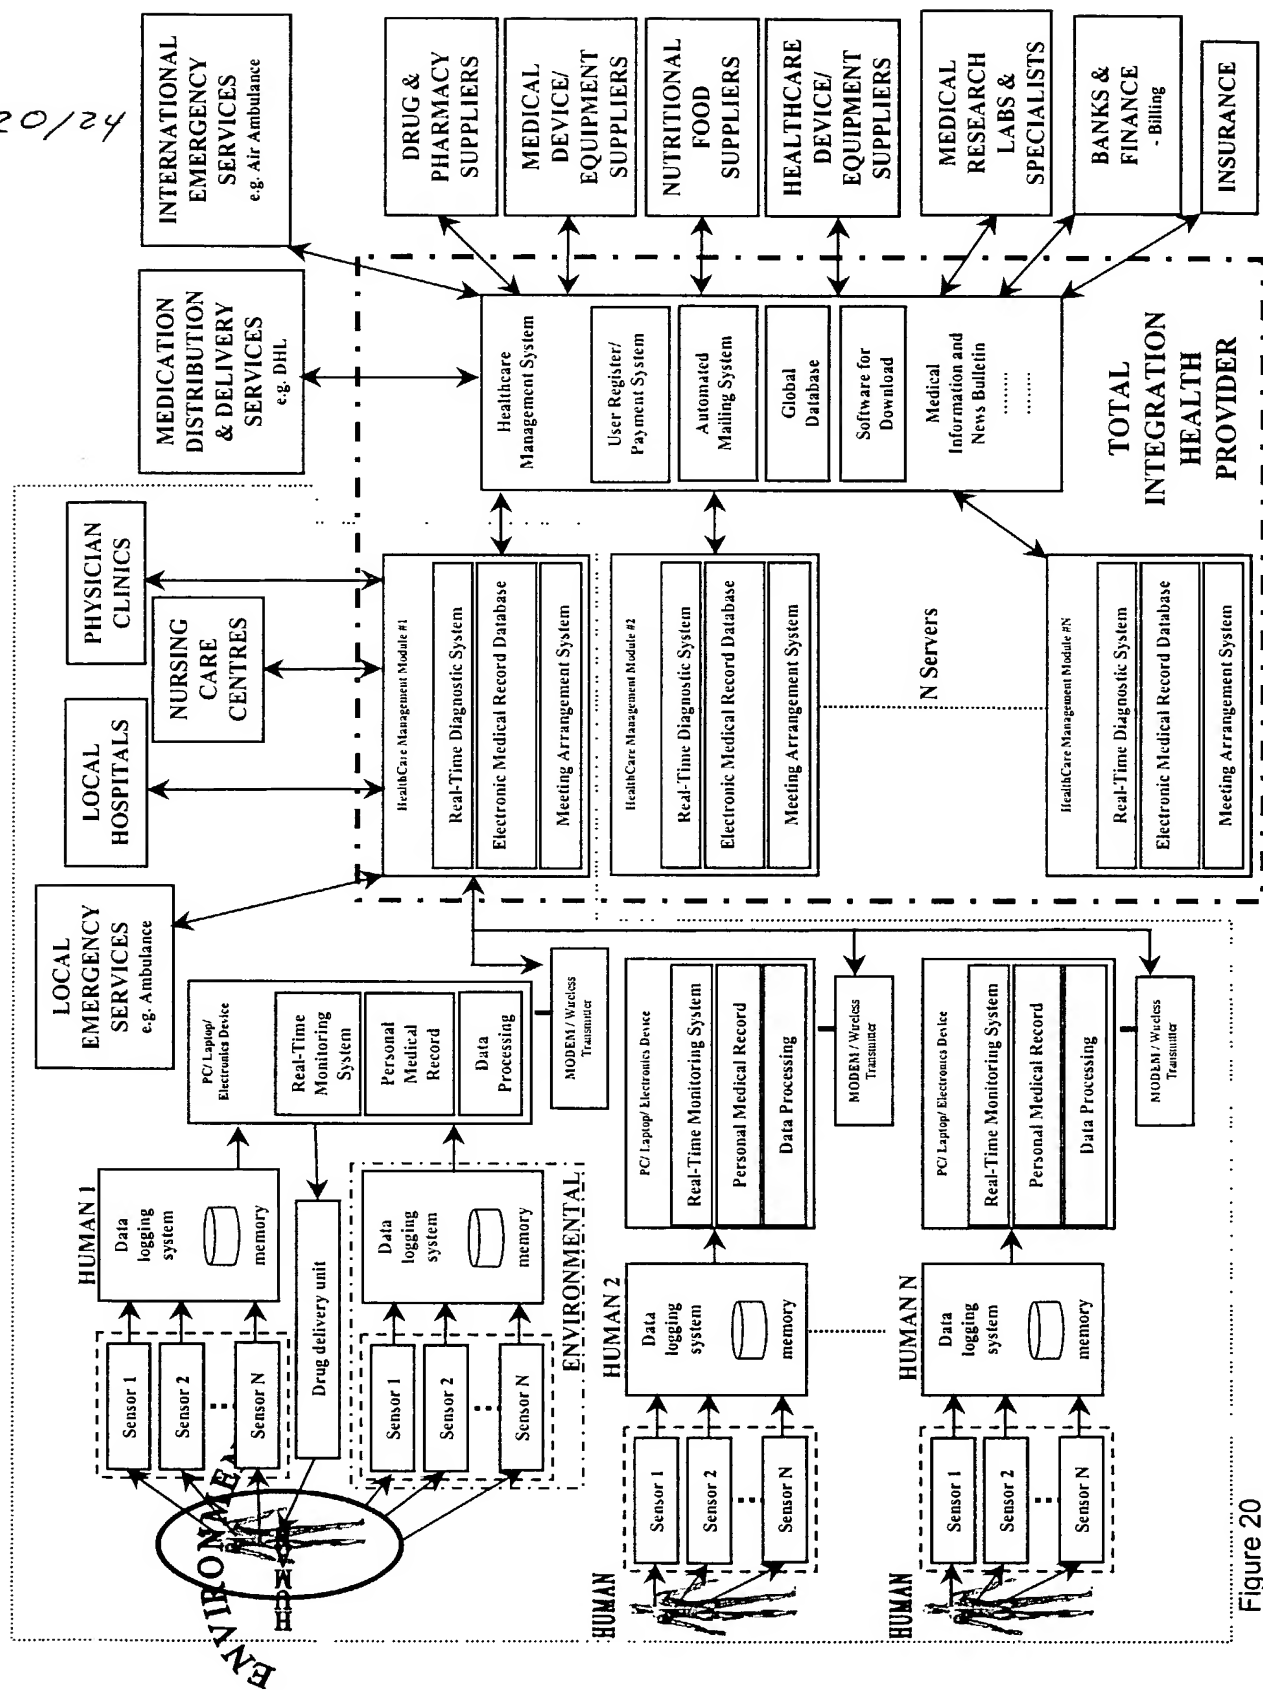 20/24
INTERNATIONAL
EMERGENCY
SERVICES
e.g. Air Ambulance
MEDICATION
DISTRIBUTION
& DELIVERY
SERVICES
e.g. DHL
PHYSICIAN
CLINICS
NURSING
CARE
CENTRES
LOCAL
HOSPITALS
LOCAL
EMERGENCY
SERVICES
e.g. Ambulance
DRUG &
PHARMACY
SUPPLIERS
MEDICAL
DEVICE/
EQUIPMENT
SUPPLIERS
NUTRITIONAL
FOOD
SUPPLIERS
HEALTHCARE
DEVICE/
EQUIPMENT
SUPPLIERS
MEDICAL
RESEARCH
LABS &
SPECIALISTS
BANKS &
FINANCE
- Billing
INSURANCE
Healthcare
Management System
User Register/
Payment System
Automated
Mailing System
Global
Database
Software for
Download
Medical
Information and
News Bulletin
........
........
TOTAL
INTEGRATION
HEALTH
PROVIDER
HealthCare Management Module #1
Real-Time Diagnostic System
Electronic Medical Record Database
Meeting Arrangement System
HealthCare Management Module #2
Real-Time Diagnostic System
Electronic Medical Record Database
Meeting Arrangement System
N Servers
HealthCare Management Module #N
Real-Time Diagnostic System
Electronic Medical Record Database
Meeting Arrangement System
PC/ Laptop/
Electronics Device
Real-Time
Monitoring
System
Personal
Medical
Record
Data
Processing
MODEM / Wireless
Transmitter
PC/ Laptop/ Electronics Device
Real-Time Monitoring System
Personal Medical Record
Data Processing
MODEM / Wireless
Transmitter
PC/ Laptop/ Electronics Device
Real-Time Monitoring System
Personal Medical Record
Data Processing
MODEM / Wireless
Transmitter
HUMAN 1
Data
logging
system
memory
Sensor 1
Sensor 2
Sensor N
Drug delivery unit
ENVIRONMENTAL
Data
logging
system
memory
Sensor 1
Sensor 2
Sensor N
HUMAN 2
Data
logging
system
memory
Sensor 1
Sensor 2
Sensor N
HUMAN N
Data
logging
system
memory
Sensor 1
Sensor 2
Sensor N
HUMAN
HUMAN
HUMAN
Figure 20